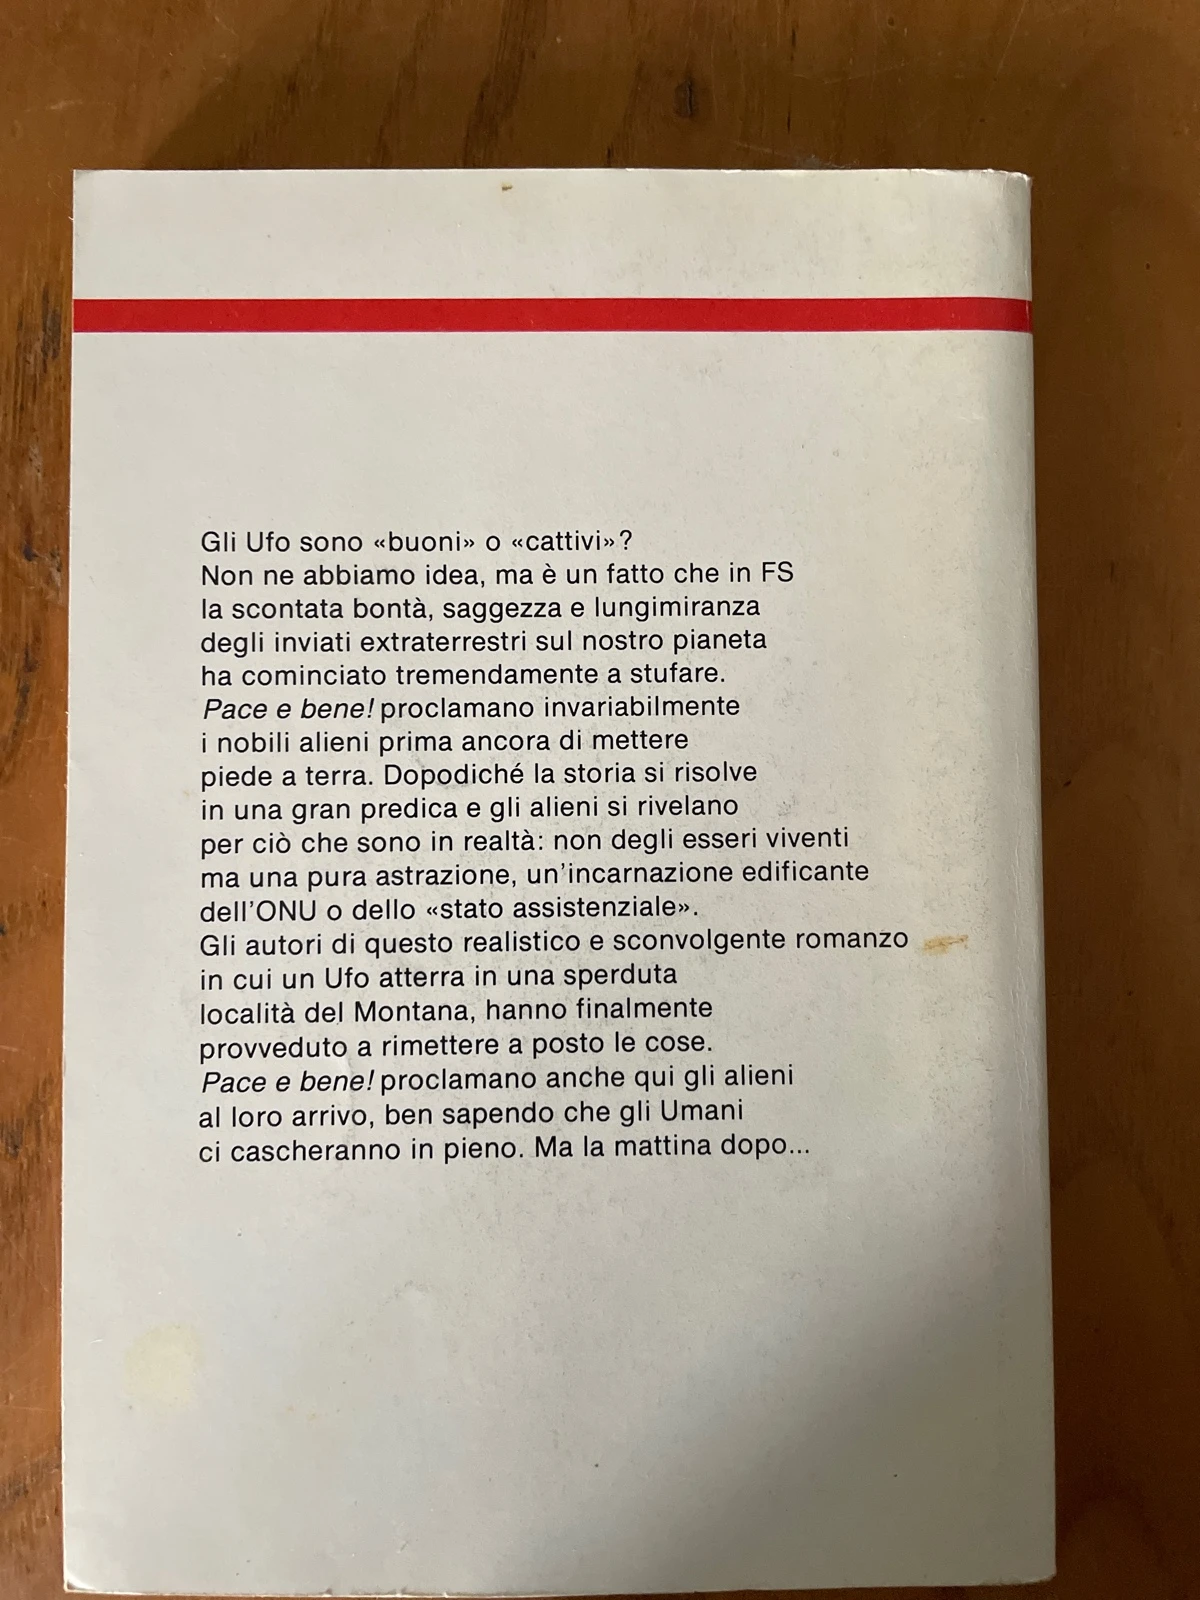 Gli Ufo sono «buoni» o «cattivi»?
Non ne abbiamo idea, ma è un fatto che in FS
la scontata bontà, saggezza e lungimiranza
degli inviati extraterrestri sul nostro pianeta
ha cominciato tremendamente a stufare.
Pace e bene! proclamano invariabilmente
i nobili alieni prima ancora di mettere
piede a terra. Dopodiché la storia si risolve
in una gran predica e gli alieni si rivelano
per ciò che sono in realtà: non degli esseri viventi
ma una pura astrazione, un'incarnazione edificante
dell'ONU o dello «stato assistenziale».
Gli autori di questo realistico e sconvolgente romanzo
in cui un Ufo atterra in una sperduta
località del Montana, hanno finalmente
provveduto a rimettere a posto le cose.
Pace e bene! proclamano anche qui gli alieni
al loro arrivo, ben sapendo che gli Umani
ci cascheranno in pieno. Ma la mattina dopo...